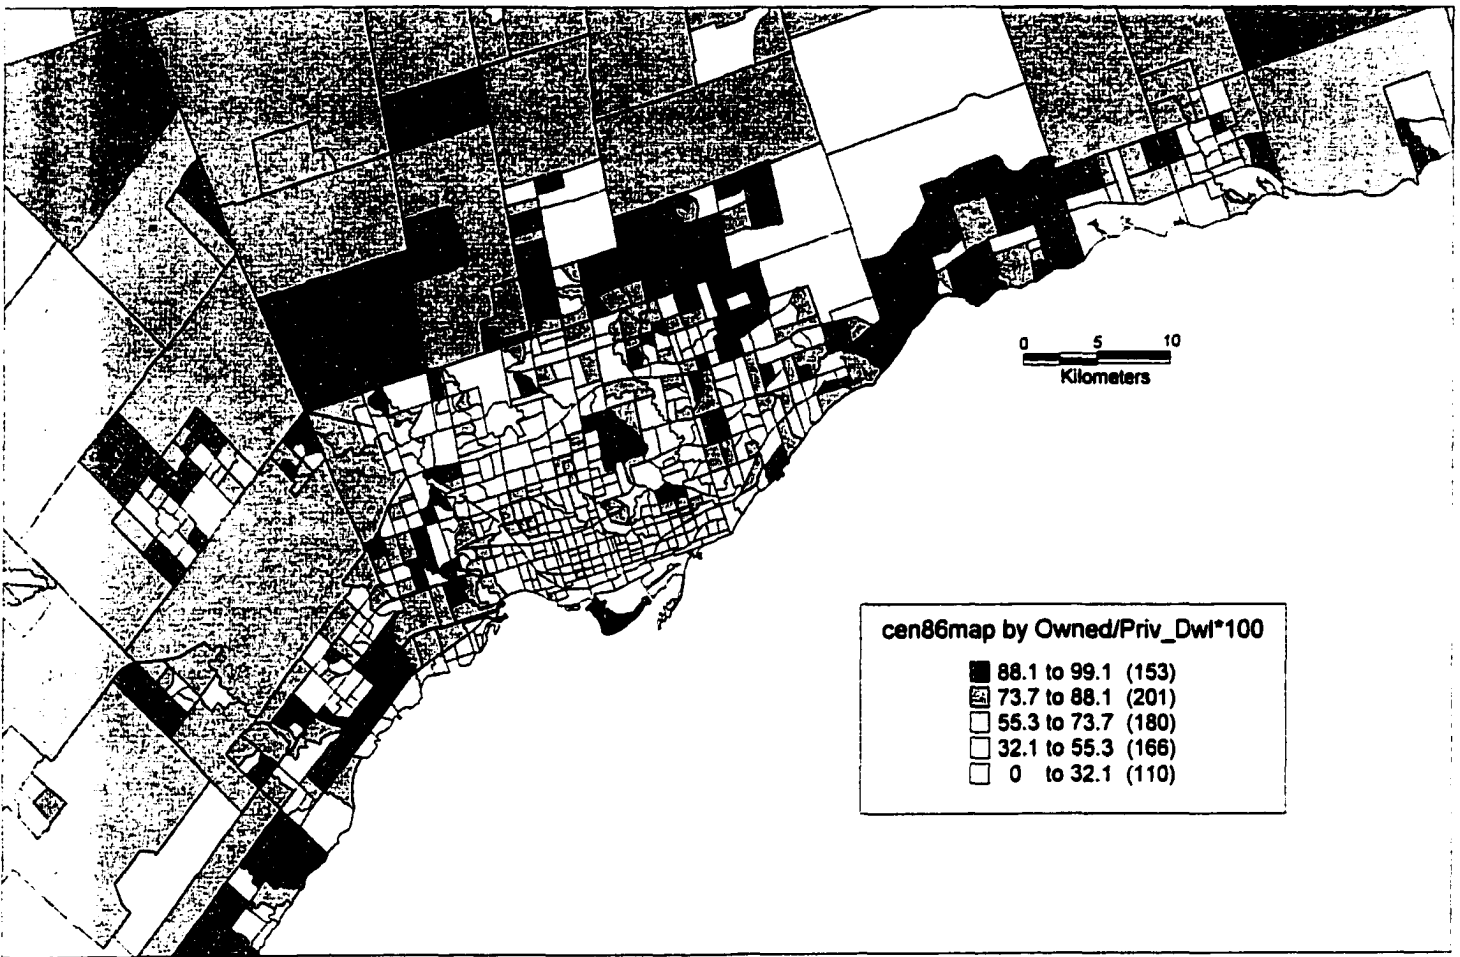 0 5 10
Kilometers
cen86map by Owned/Priv_Dwl*100
88.1 to 99.1 (153)
73.7 to 88.1 (201)
55.3 to 73.7 (180)
32.1 to 55.3 (166)
0 to 32.1 (110)